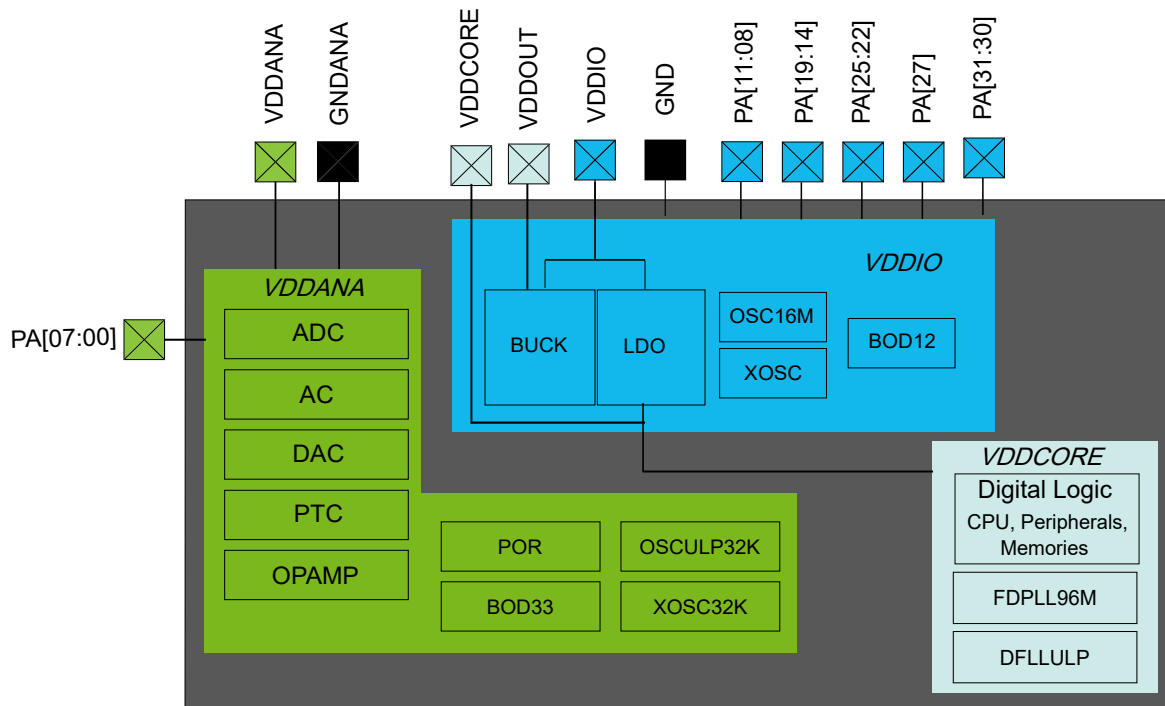 VDDANA
GNDANA
VDDCORE
VDDOUT
VDDIO
GND
PA[11:08]
PA[19:14]
PA[25:22]
PA[27]
PA[31:30]
PA[07:00]
VDDANA
ADC
AC
DAC
PTC
OPAMP
POR
OSCULP32K
BOD33
XOSC32K
VDDIO
BUCK
LDO
OSC16M
XOSC
BOD12
VDDCORE
Digital Logic
CPU, Peripherals,
Memories
FDPLL96M
DFLLULP